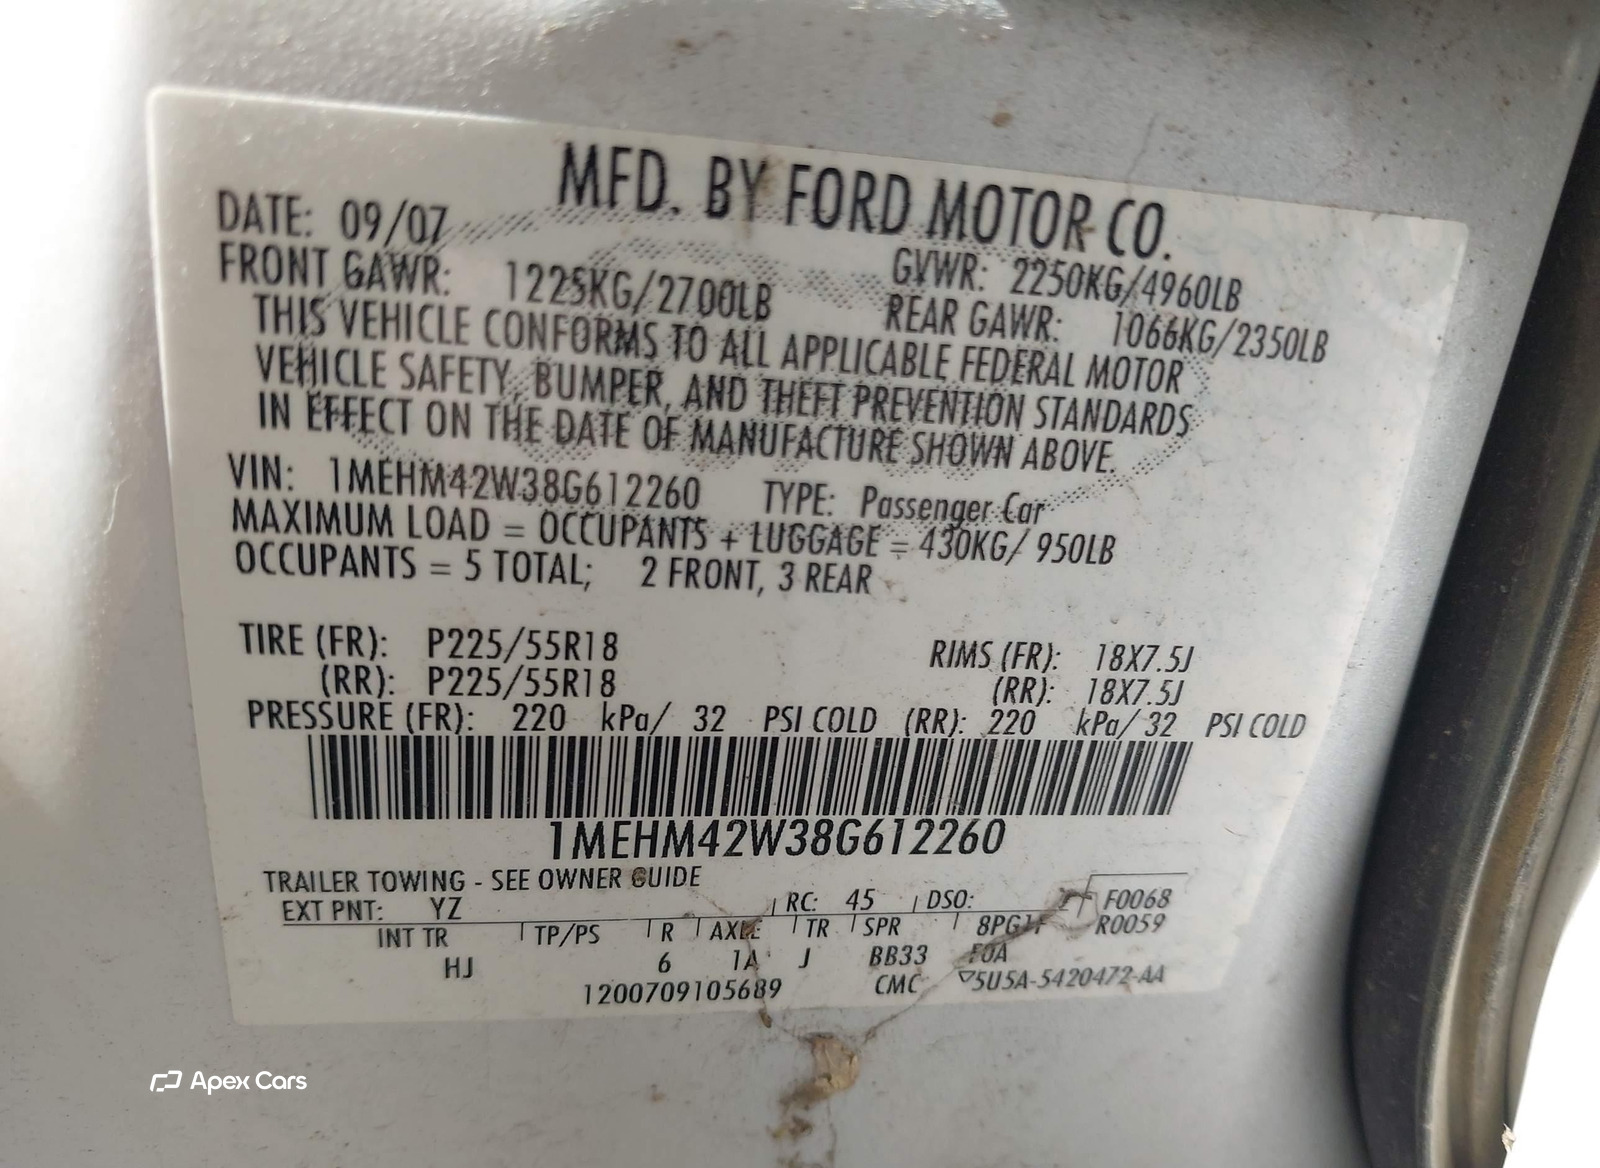 MFD. BY FORD MOTOR CO.
DATE: 09/07 GVWR: 2250KG/4960LB
FRONT GAWR: 1225KG/2700LB REAR GAWR: 1066KG/2350LB
THIS VEHICLE CONFORMS TO ALL APPLICABLE FEDERAL MOTOR
VEHICLE SAFETY, BUMPER, AND THEFT PREVENTION STANDARDS
IN EFFECT ON THE DATE OF MANUFACTURE SHOWN ABOVE.
VIN: 1MEHM42W38G612260 TYPE: Passenger Car
MAXIMUM LOAD = OCCUPANTS + LUGGAGE = 430KG/ 950LB
OCCUPANTS = 5 TOTAL; 2 FRONT, 3 REAR
TIRE (FR): P225/55R18 RIMS (FR): 18X7.5J
(RR): P225/55R18 (RR): 18X7.5J
PRESSURE (FR): 220 kPa/ 32 PSI COLD (RR): 220 kPa/ 32 PSI COLD
1MEHM42W38G612260
TRAILER TOWING - SEE OWNER GUIDE
EXT PNT: YZ RC: 45 DSO: F0068
INT TR TP/PS R AXLE TR SPR 8PG1F R0059
HJ 6 1A J BB33 F0A
1200709105689 CMC 5U5A-5420472-AA
Apex Cars